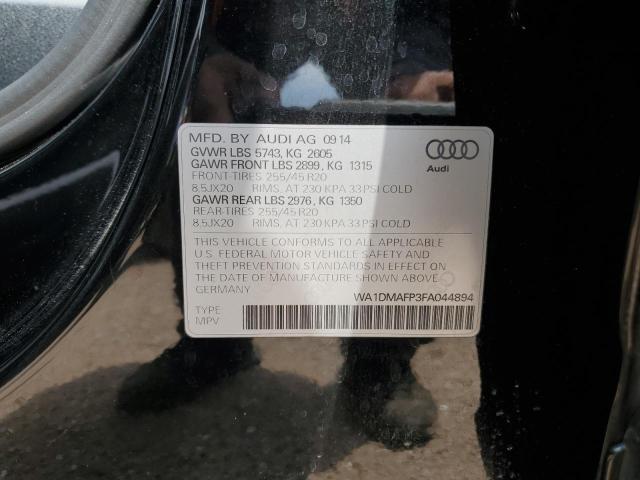 MFD. BY AUDI AG 09 14
GVWR LBS 5743, KG 2605
GAWR FRONT LBS 2899, KG 1315
FRONT-TIRES 255/45 R20
8.5JX20 RIMS, AT 230 KPA 33 PSI COLD
GAWR REAR LBS 2976, KG 1350
REAR-TIRES 255/45 R20
8.5JX20 RIMS, AT 230 KPA 33 PSI COLD
Audi
THIS VEHICLE CONFORMS TO ALL APPLICABLE
U.S. FEDERAL MOTOR VEHICLE SAFETY AND
THEFT PREVENTION STANDARDS IN EFFECT ON
THE DATE OF MANUFACTURE SHOWN ABOVE
GERMANY
WA1DMAFP3FA044894
TYPE
MPV